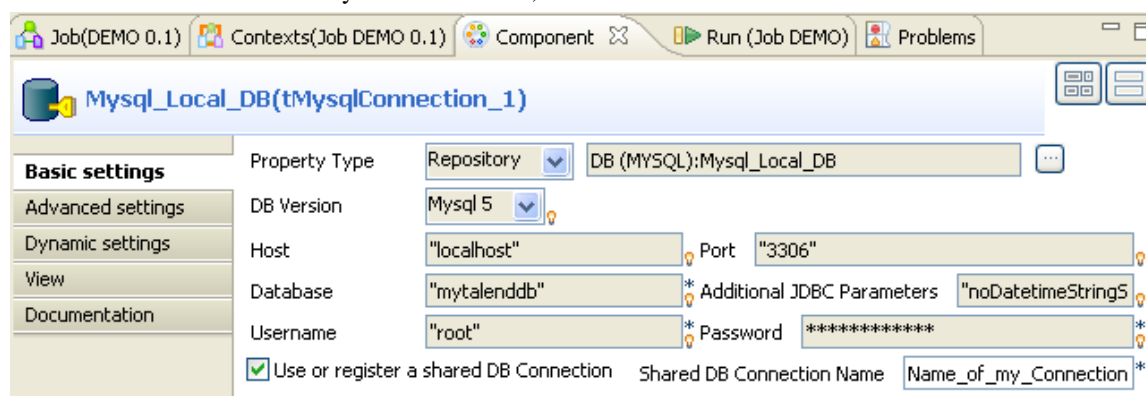 Job(DEMO 0.1) Contexts(Job DEMO 0.1) Component Run (Job DEMO) Problems
Mysql_Local_DB(tMysqlConnection_1)
Basic settings
Advanced settings
Dynamic settings
View
Documentation
Property Type Repository DB (MYSQL):Mysql_Local_DB ...
DB Version Mysql 5
Host "localhost" Port "3306"
Database "mytalenddb" * Additional JDBC Parameters "noDatetimeStringS
Username "root" * Password ************ *
Use or register a shared DB Connection Shared DB Connection Name Name_of_my_Connection *